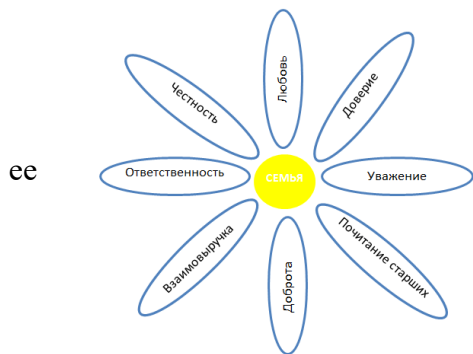 Любовь
Честность
Доверие
ее
Ответственность
СЕМЬЯ
Уважение
Взаимовыручка
Доброта
Почитание старших